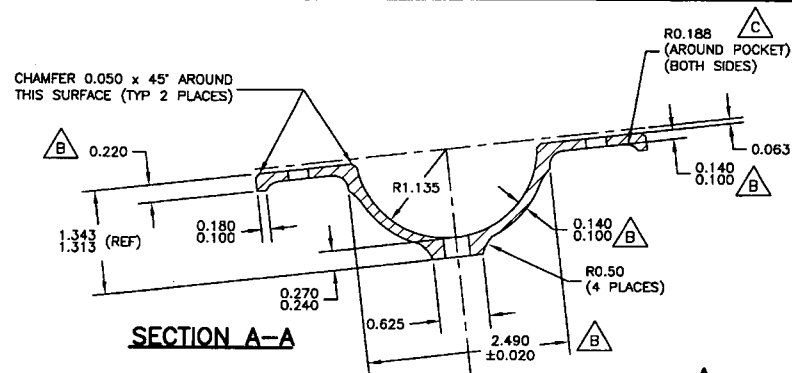 C
R0.188
(AROUND POCKET)
(BOTH SIDES)
CHAMFER 0.050 x 45° AROUND
THIS SURFACE (TYP 2 PLACES)
B 0.220
0.063
0.140
0.100 B
R1.135
1.343
1.313 (REF)
0.180
0.100
0.140
0.100 B
R0.50
(4 PLACES)
0.270
0.240
0.625
2.490
±0.020
B
SECTION A-A